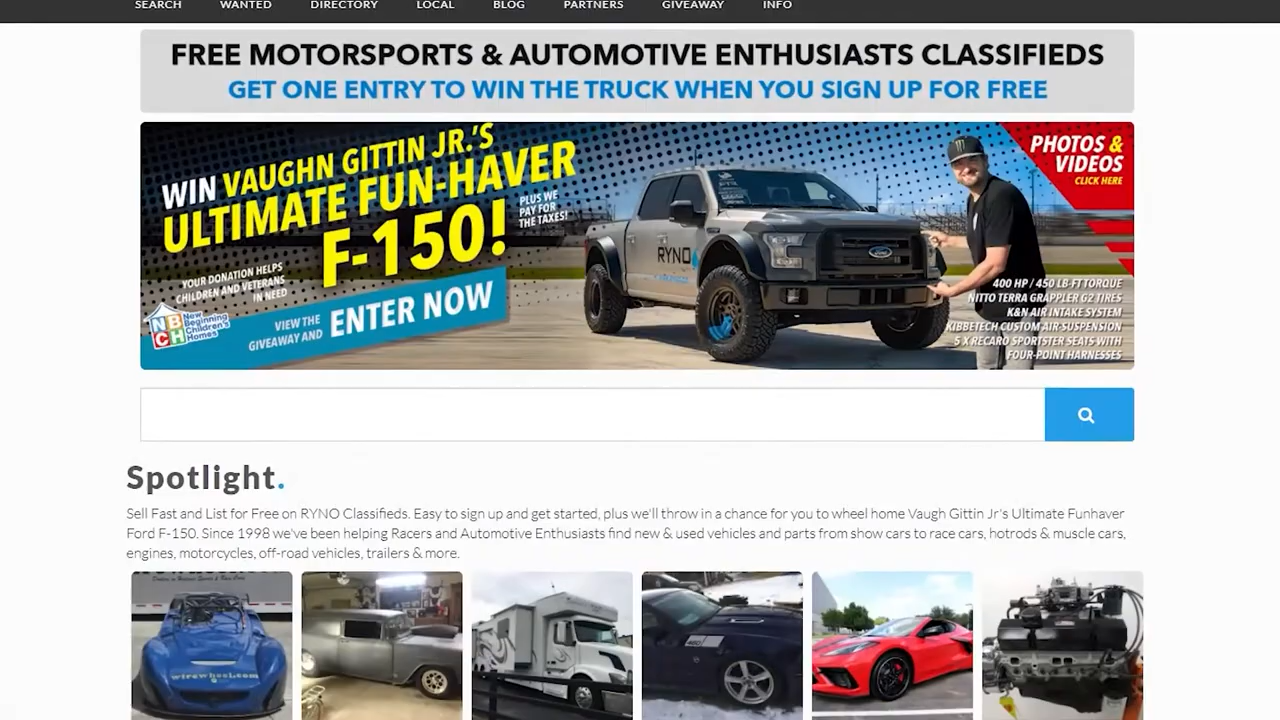 SEARCH WANTED DIRECTORY LOCAL BLOG PARTNERS GIVEAWAY INFO
FREE MOTORSPORTS & AUTOMOTIVE ENTHUSIASTS CLASSIFIEDS
GET ONE ENTRY TO WIN THE TRUCK WHEN YOU SIGN UP FOR FREE
WIN VAUGHN GITTIN JR.'S
ULTIMATE FUN-HAVER
F-150!
PLUS WE
PAY FOR
THE TAXES!
YOUR DONATION HELPS
CHILDREN AND VETERANS
IN NEED
NBCH
New
Beginning
Children's
Homes
VIEW THE
GIVEAWAY AND
ENTER NOW
RYNO
Ford
PHOTOS &
VIDEOS
CLICK HERE
400 HP / 450 LB-FT TORQUE
NITTO TERRA GRAPPLER G2 TIRES
K&N AIR INTAKE SYSTEM
KIBBETECH CUSTOM AIR SUSPENSION
5 X RECARO SPORTSTER SEATS WITH
FOUR-POINT HARNESSES
Spotlight.
Sell Fast and List for Free on RYNO Classifieds. Easy to sign up and get started, plus we'll throw in a chance for you to wheel home Vaugh Gittin Jr's Ultimate Funhaver
Ford F-150. Since 1998 we've been helping Racers and Automotive Enthusiasts find new & used vehicles and parts from show cars to race cars, hotrods & muscle cars,
engines, motorcycles, off-road vehicles, trailers & more.
wirewheel.com